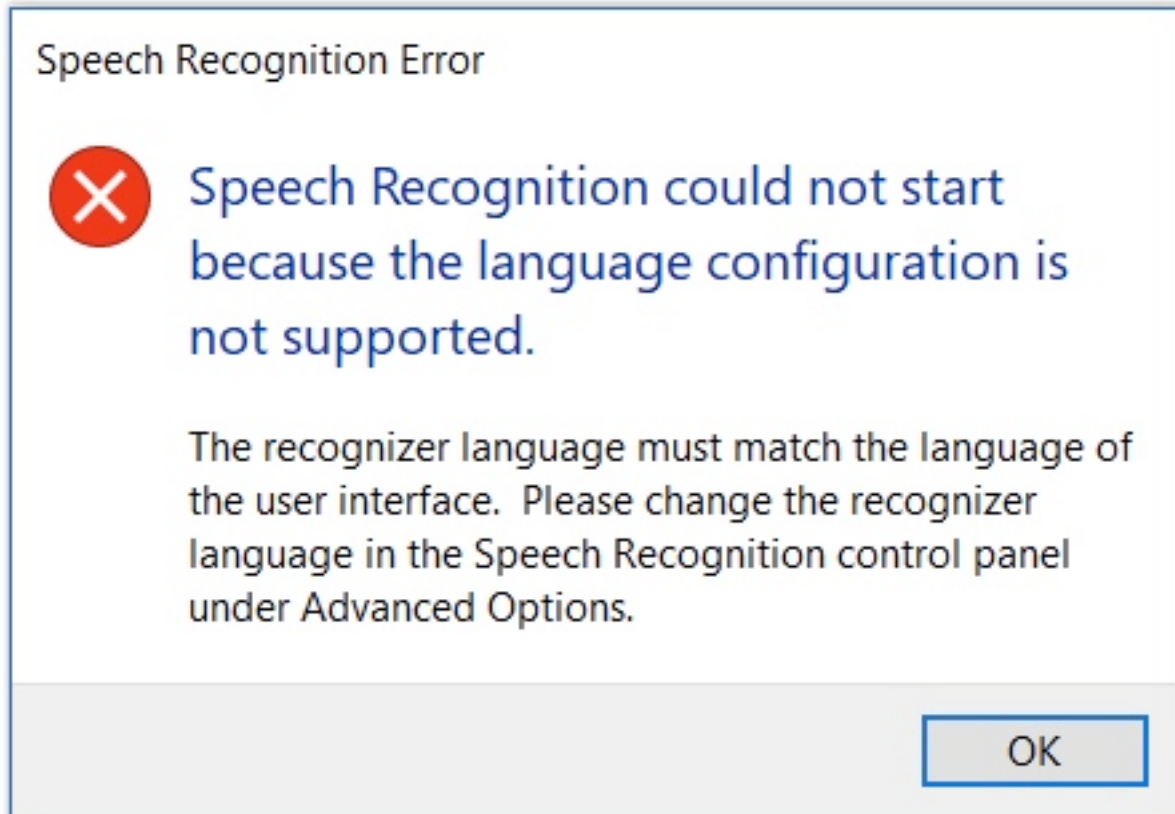 Speech Recognition Error
Speech Recognition could not start
because the language configuration is
not supported.
The recognizer language must match the language of
the user interface.  Please change the recognizer
language in the Speech Recognition control panel
under Advanced Options.
OK